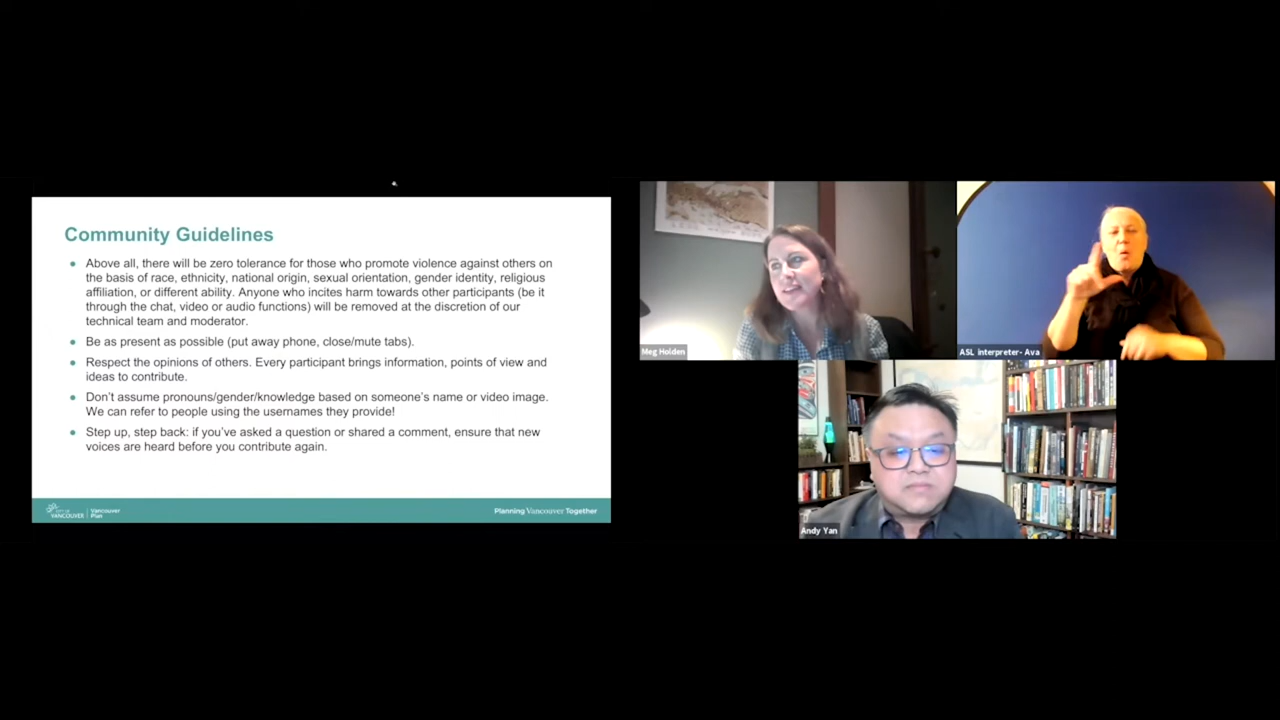 Community Guidelines
• Above all, there will be zero tolerance for those who promote violence against others on
the basis of race, ethnicity, national origin, sexual orientation, gender identity, religious
affiliation, or different ability. Anyone who incites harm towards other participants (be it
through the chat, video or audio functions) will be removed at the discretion of our
technical team and moderator.
• Be as present as possible (put away phone, close/mute tabs).
• Respect the opinions of others. Every participant brings information, points of view and
ideas to contribute.
• Don't assume pronouns/gender/knowledge based on someone's name or video image.
We can refer to people using the usernames they provide!
• Step up, step back: if you've asked a question or shared a comment, ensure that new
voices are heard before you contribute again.
CITY OF
VANCOUVER
Vancouver
Plan
Planning Vancouver Together
Meg Holden
ASL interpreter- Ava
Andy Yan